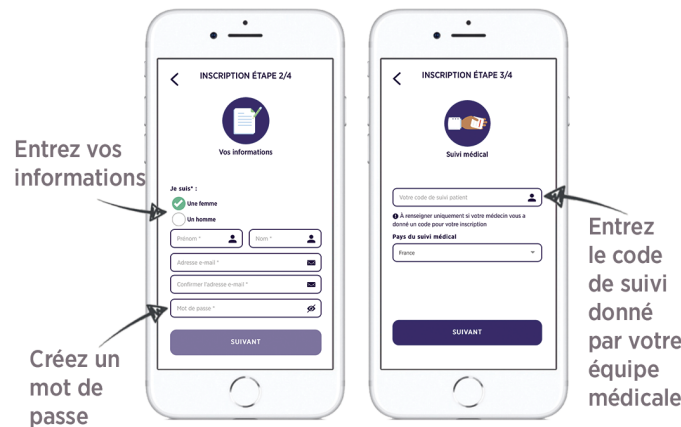 INSCRIPTION ÉTAPE 2/4
Vos informations
Entrez vos
informations
Je suis* :
Une femme
Un homme
Prénom *
Nom *
Adresse e-mail *
Confirmer l'adresse e-mail *
Mot de passe *
SUIVANT
Créez un
mot de
passe
INSCRIPTION ÉTAPE 3/4
Suivi médical
Votre code de suivi patient
À renseigner uniquement si votre médecin vous a
donné un code pour votre inscription
Pays du suivi médical
France
SUIVANT
Entrez
le code
de suivi
donné
par votre
équipe
médicale